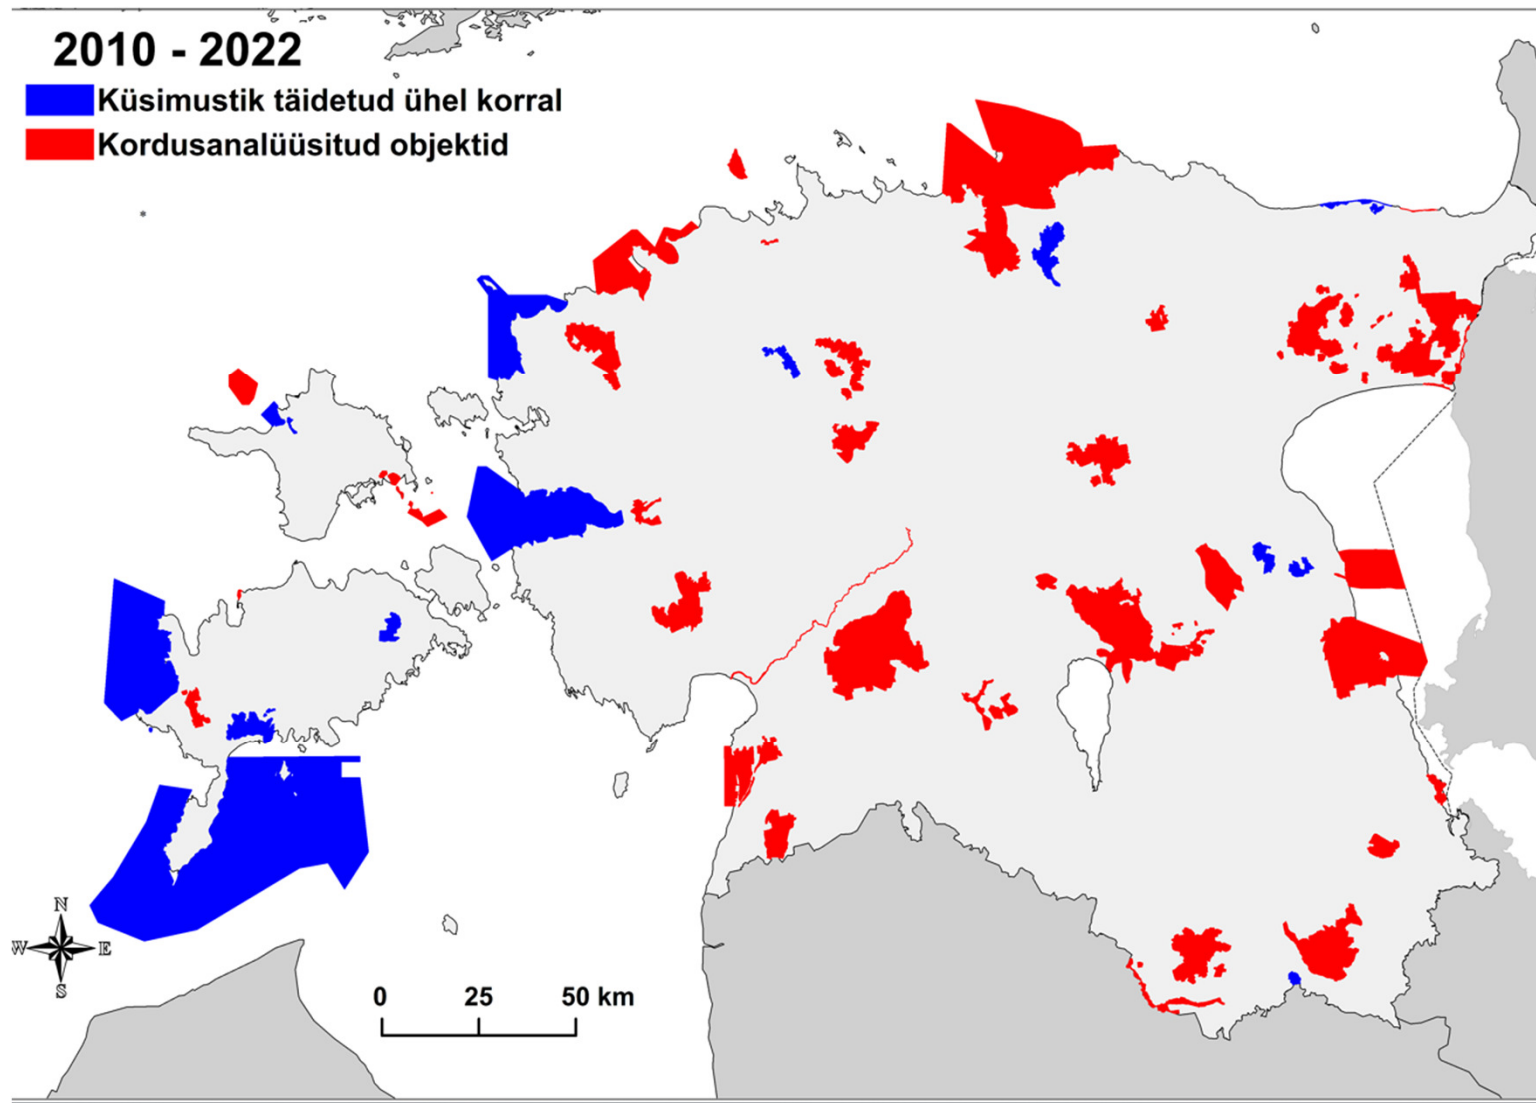 2010 - 2022
Küsimustik täidetud ühel korral
Kordusanalüüsitud objektid
N
W E
S
0 25 50 km